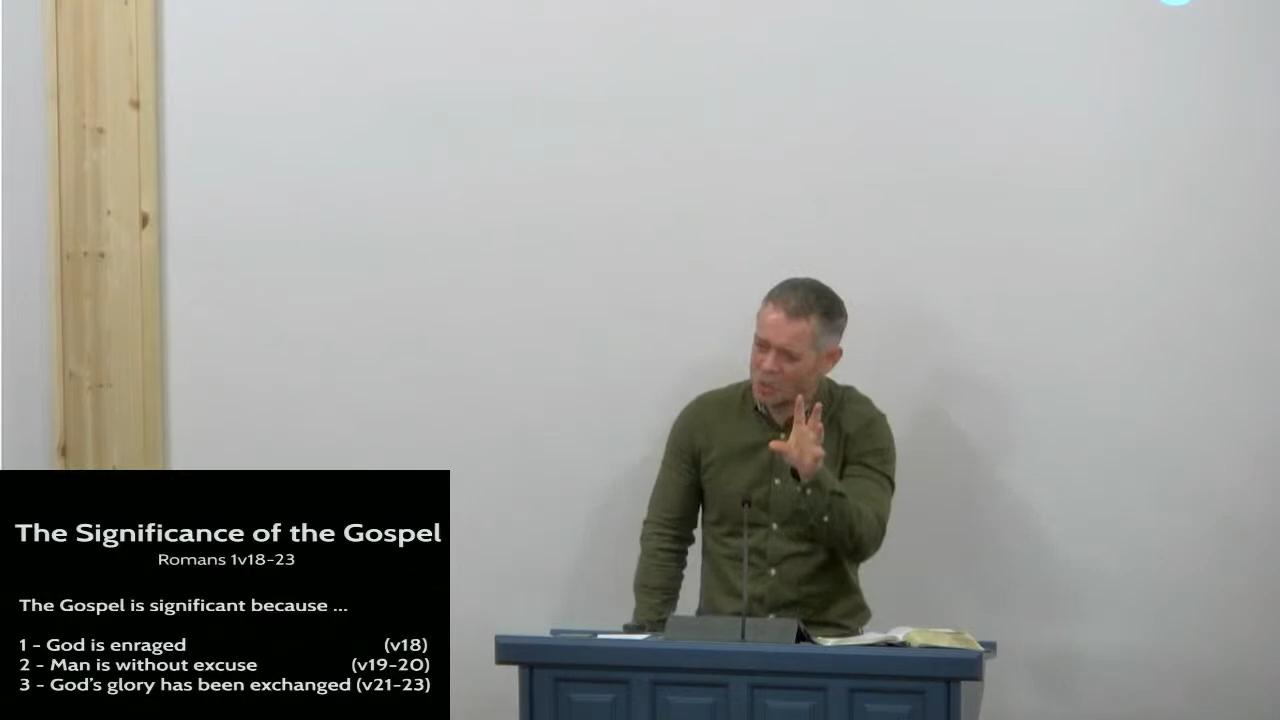 The Significance of the Gospel
Romans 1v18-23
The Gospel is significant because ...
1 - God is enraged (v18)
2 - Man is without excuse (v19-20)
3 - God's glory has been exchanged (v21-23)